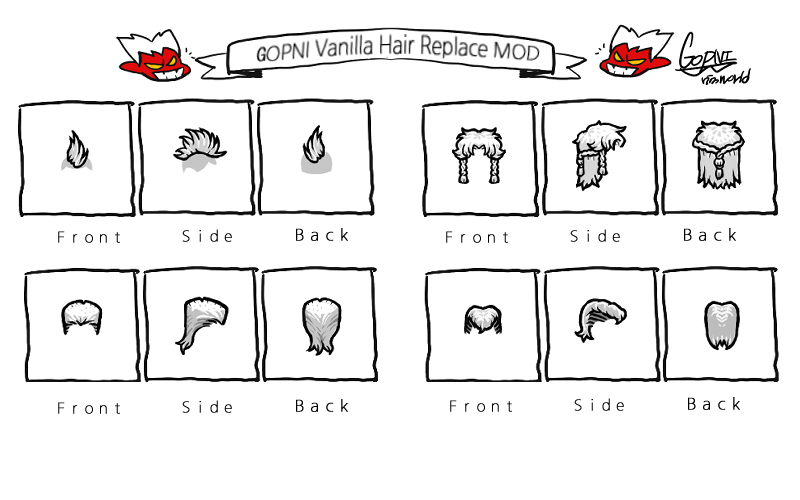 GOPNI Vanilla Hair Replace MOD
GOPNI
Front Side Back Front Side Back
Front Side Back Front Side Back